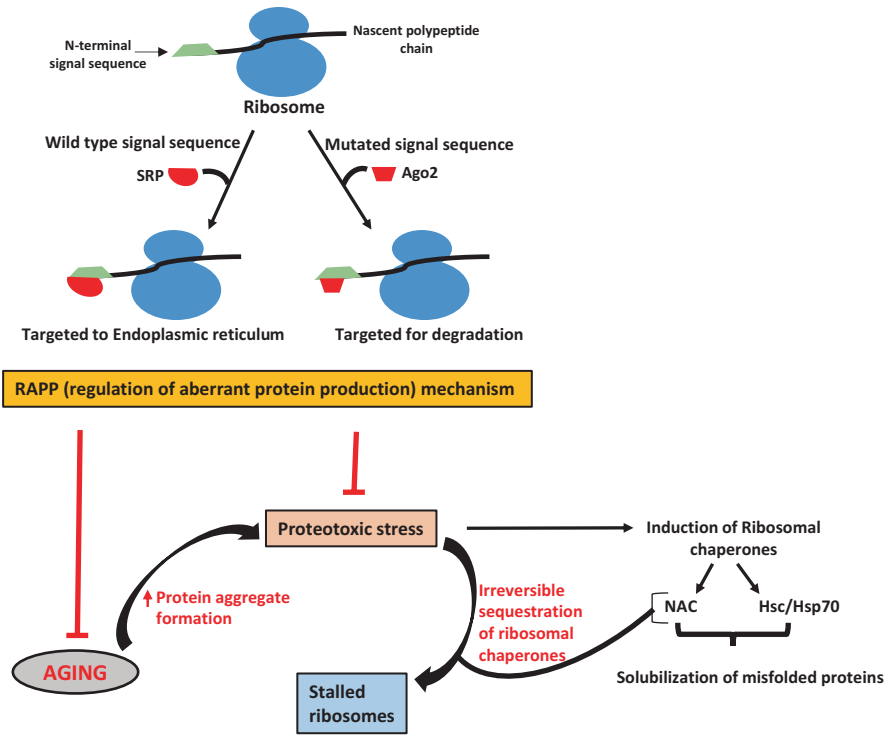 N-terminal
signal sequence
Nascent polypeptide
chain
Ribosome
Wild type signal sequence
Mutated signal sequence
SRP
Ago2
Targeted to Endoplasmic reticulum
Targeted for degradation
RAPP (regulation of aberrant protein production) mechanism
Proteotoxic stress
Induction of Ribosomal
chaperones
Protein aggregate
formation
Irreversible
sequestration
of ribosomal
chaperones
NAC
Hsc/Hsp70
AGING
Solubilization of misfolded proteins
Stalled
ribosomes